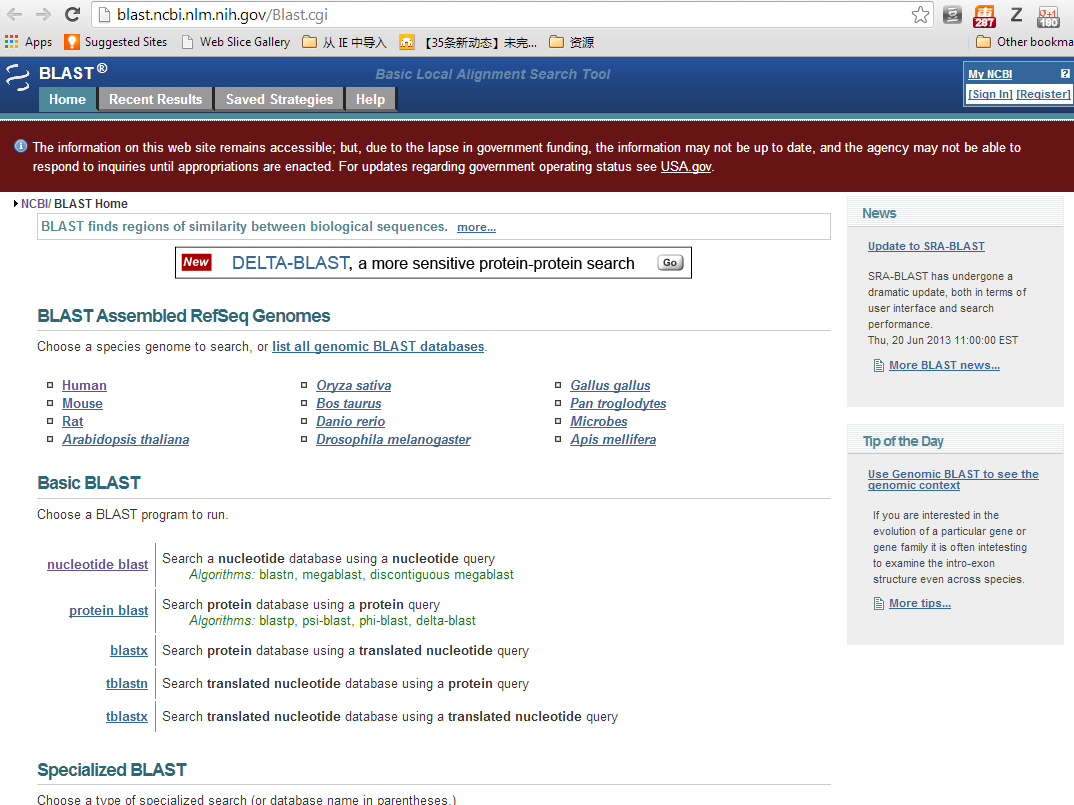 blast.ncbi.nlm.nih.gov/Blast.cgi
287
Z
180
Apps Suggested Sites Web Slice Gallery 从 IE 中导入 【35条新动态】未完... 资源 Other bookma
BLAST® Basic Local Alignment Search Tool
My NCBI ?
[Sign In] [Register]
Home Recent Results Saved Strategies Help
The information on this web site remains accessible; but, due to the lapse in government funding, the information may not be up to date, and the agency may not be able to
respond to inquiries until appropriations are enacted. For updates regarding government operating status see USA.gov.
NCBI/ BLAST Home
BLAST finds regions of similarity between biological sequences. more...
New DELTA-BLAST, a more sensitive protein-protein search Go
BLAST Assembled RefSeq Genomes
Choose a species genome to search, or list all genomic BLAST databases.
Human
Mouse
Rat
Arabidopsis thaliana
Oryza sativa
Bos taurus
Danio rerio
Drosophila melanogaster
Gallus gallus
Pan troglodytes
Microbes
Apis mellifera
Basic BLAST
Choose a BLAST program to run.
nucleotide blast Search a nucleotide database using a nucleotide query
Algorithms: blastn, megablast, discontiguous megablast
protein blast Search protein database using a protein query
Algorithms: blastp, psi-blast, phi-blast, delta-blast
blastx Search protein database using a translated nucleotide query
tblastn Search translated nucleotide database using a protein query
tblastx Search translated nucleotide database using a translated nucleotide query
Specialized BLAST
Choose a type of specialized search (or database name in parentheses.)
News
Update to SRA-BLAST
SRA-BLAST has undergone a
dramatic update, both in terms of
user interface and search
performance.
Thu, 20 Jun 2013 11:00:00 EST
More BLAST news...
Tip of the Day
Use Genomic BLAST to see the
genomic context
If you are interested in the
evolution of a particular gene or
gene family it is often intetesting
to examine the intro-exon
structure even across species.
More tips...